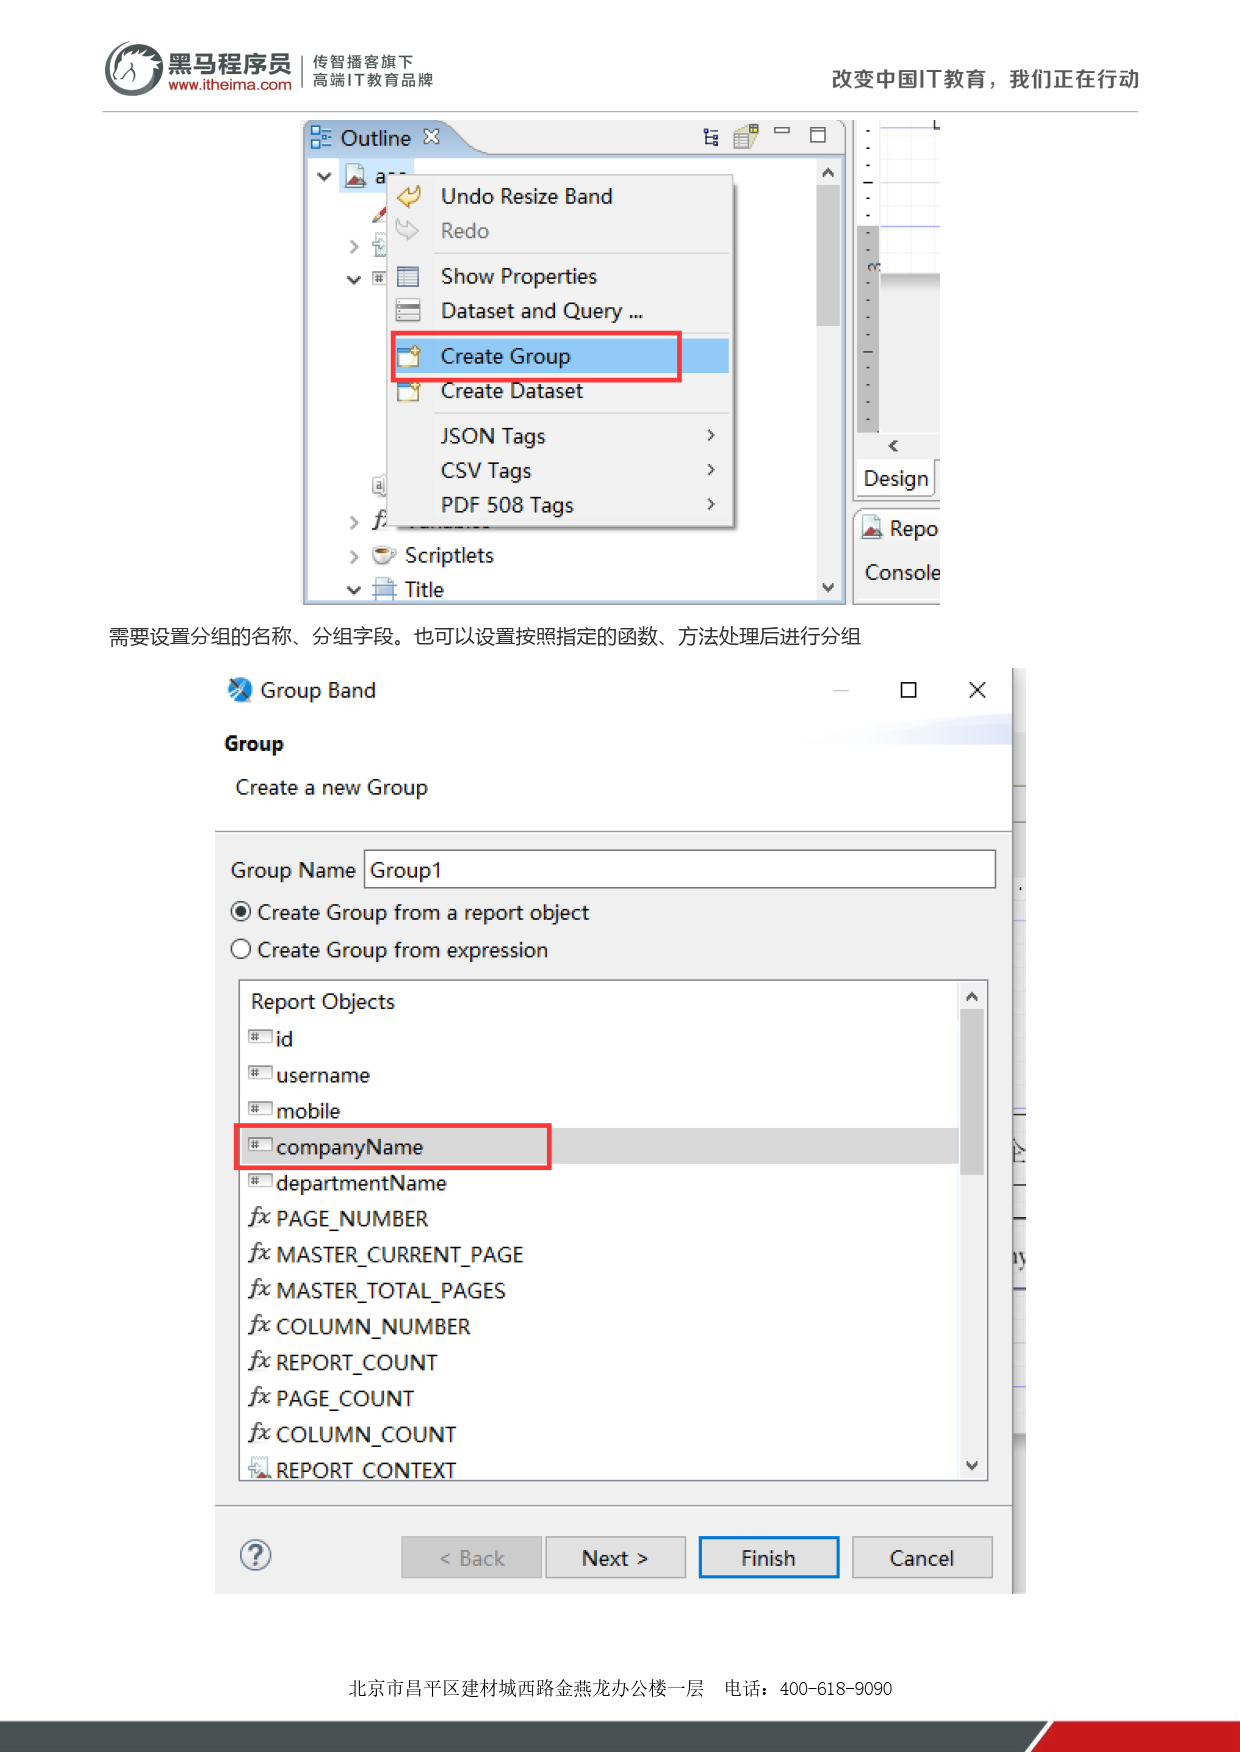 黑马程序员
www.itheima.com
传智播客旗下
高端IT教育品牌
改变中国IT教育，我们正在行动
Outline
Undo Resize Band
Redo
Show Properties
Dataset and Query ...
Create Group
Create Dataset
JSON Tags
CSV Tags
PDF 508 Tags
Scriptlets
Title
Design
Repo
Console
需要设置分组的名称、分组字段。也可以设置按照指定的函数、方法处理后进行分组
Group Band
Group
Create a new Group
Group Name Group1
Create Group from a report object
Create Group from expression
Report Objects
id
username
mobile
companyName
departmentName
fx PAGE_NUMBER
fx MASTER_CURRENT_PAGE
fx MASTER_TOTAL_PAGES
fx COLUMN_NUMBER
fx REPORT_COUNT
fx PAGE_COUNT
fx COLUMN_COUNT
REPORT_CONTEXT
< Back
Next >
Finish
Cancel
北京市昌平区建材城西路金燕龙办公楼一层 电话：400-618-9090